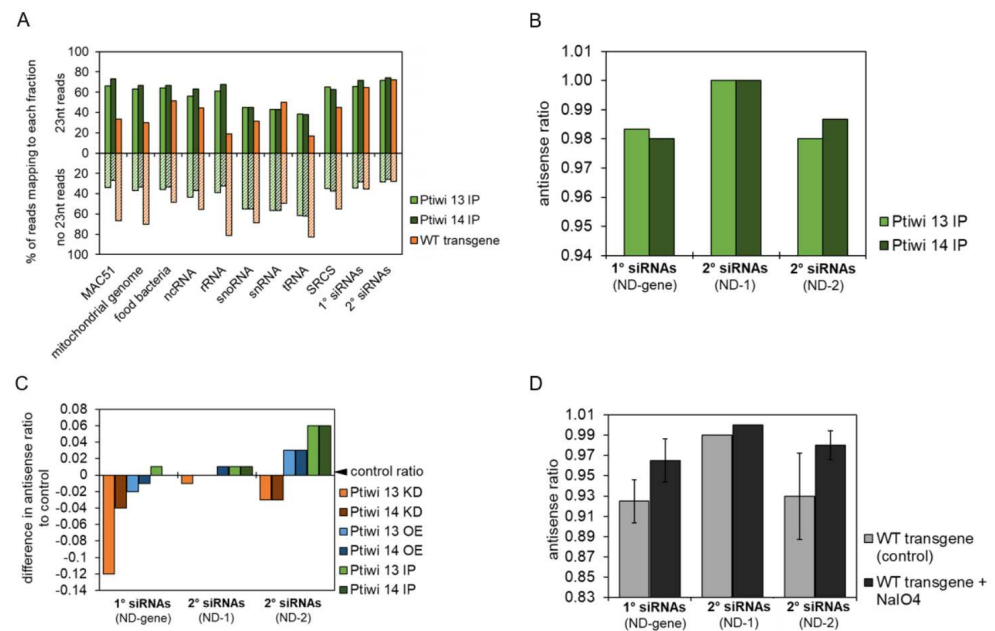 A
% of reads mapping to each fraction
no 23nt reads 23nt reads
100
80
60
40
20
0
20
40
60
80
100
MAC51
mitochondrial genome
food bacteria
ncRNA
rRNA
snoRNA
snRNA
tRNA
SRCS
1° siRNAs
2° siRNAs
Ptiwi 13 IP
Ptiwi 14 IP
WT transgene
B
antisense ratio
1.01
1.00
0.99
0.98
0.97
0.96
0.95
0.94
1° siRNAs 2° siRNAs 2° siRNAs
(ND-gene) (ND-1) (ND-2)
Ptiwi 13 IP
Ptiwi 14 IP
C
difference in antisense ratio
to control
0.08
0.06
0.04
0.02
0
-0.02
-0.04
-0.06
-0.08
-0.1
-0.12
-0.14
1° siRNAs 2° siRNAs 2° siRNAs
(ND-gene) (ND-1) (ND-2)
control ratio
Ptiwi 13 KD
Ptiwi 14 KD
Ptiwi 13 OE
Ptiwi 14 OE
Ptiwi 13 IP
Ptiwi 14 IP
D
antisense ratio
1.01
0.99
0.97
0.95
0.93
0.91
0.89
0.87
0.85
0.83
1° siRNAs 2° siRNAs 2° siRNAs
(ND-gene) (ND-1) (ND-2)
WT transgene
(control)
WT transgene +
NaIO4